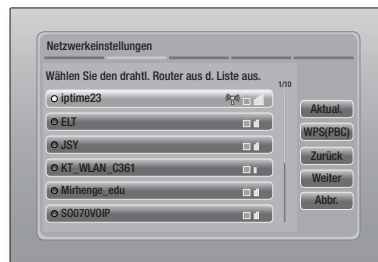 Netzwerkeinstellungen
Wählen Sie den drahtl. Router aus d. Liste aus.
1/10
iptime23
ELT
JSY
KT_WLAN_C361
Mirhenge_edu
SO070VOIP
Aktual.
WPS(PBC)
Zurück
Weiter
Abbr.